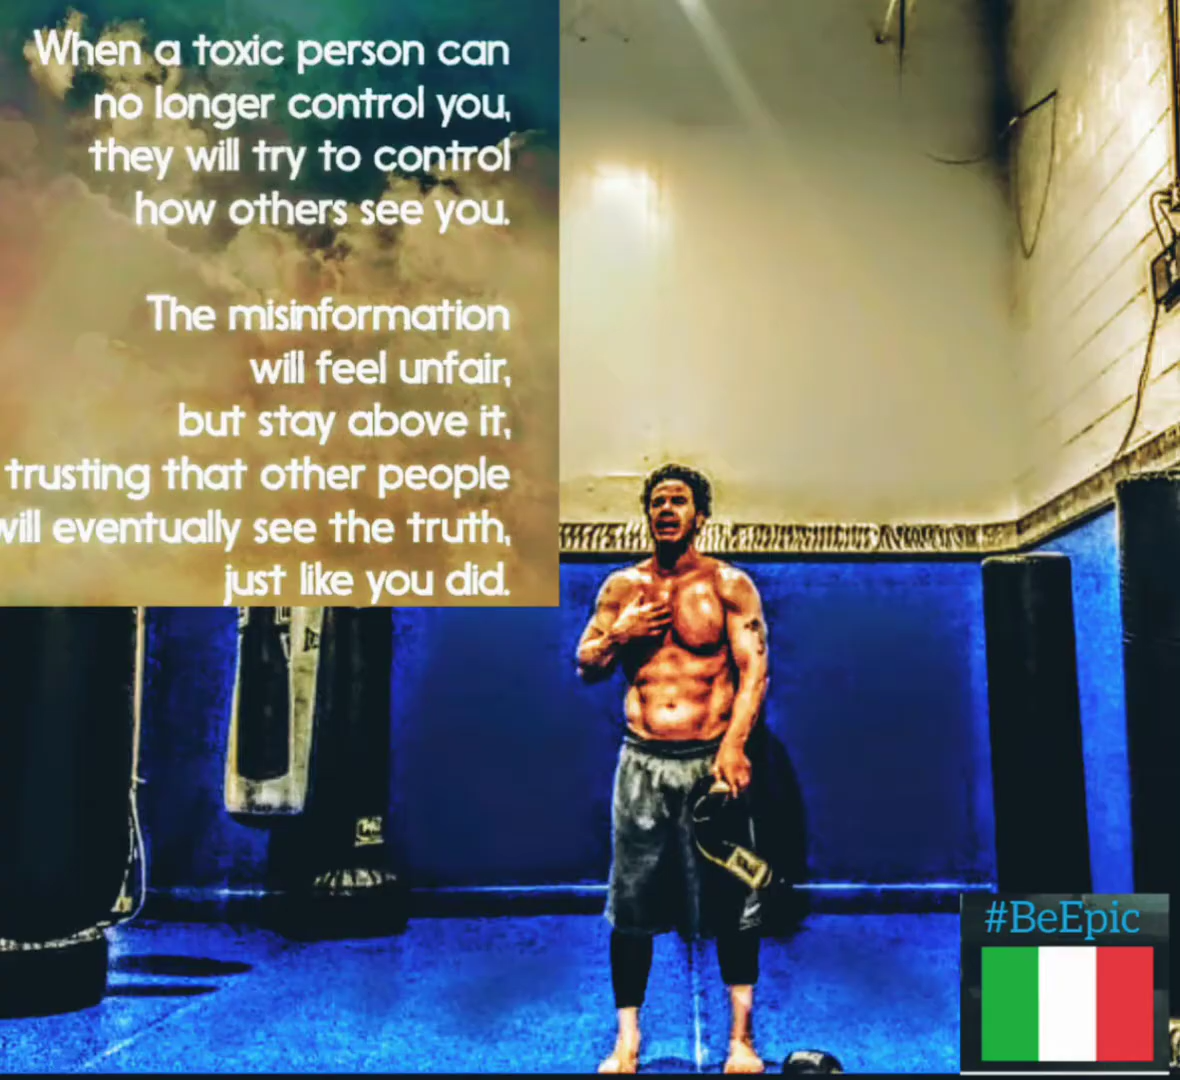 When a toxic person can
no longer control you,
they will try to control
how others see you.
The misinformation
will feel unfair,
but stay above it,
trusting that other people
will eventually see the truth,
just like you did.
#BeEpic